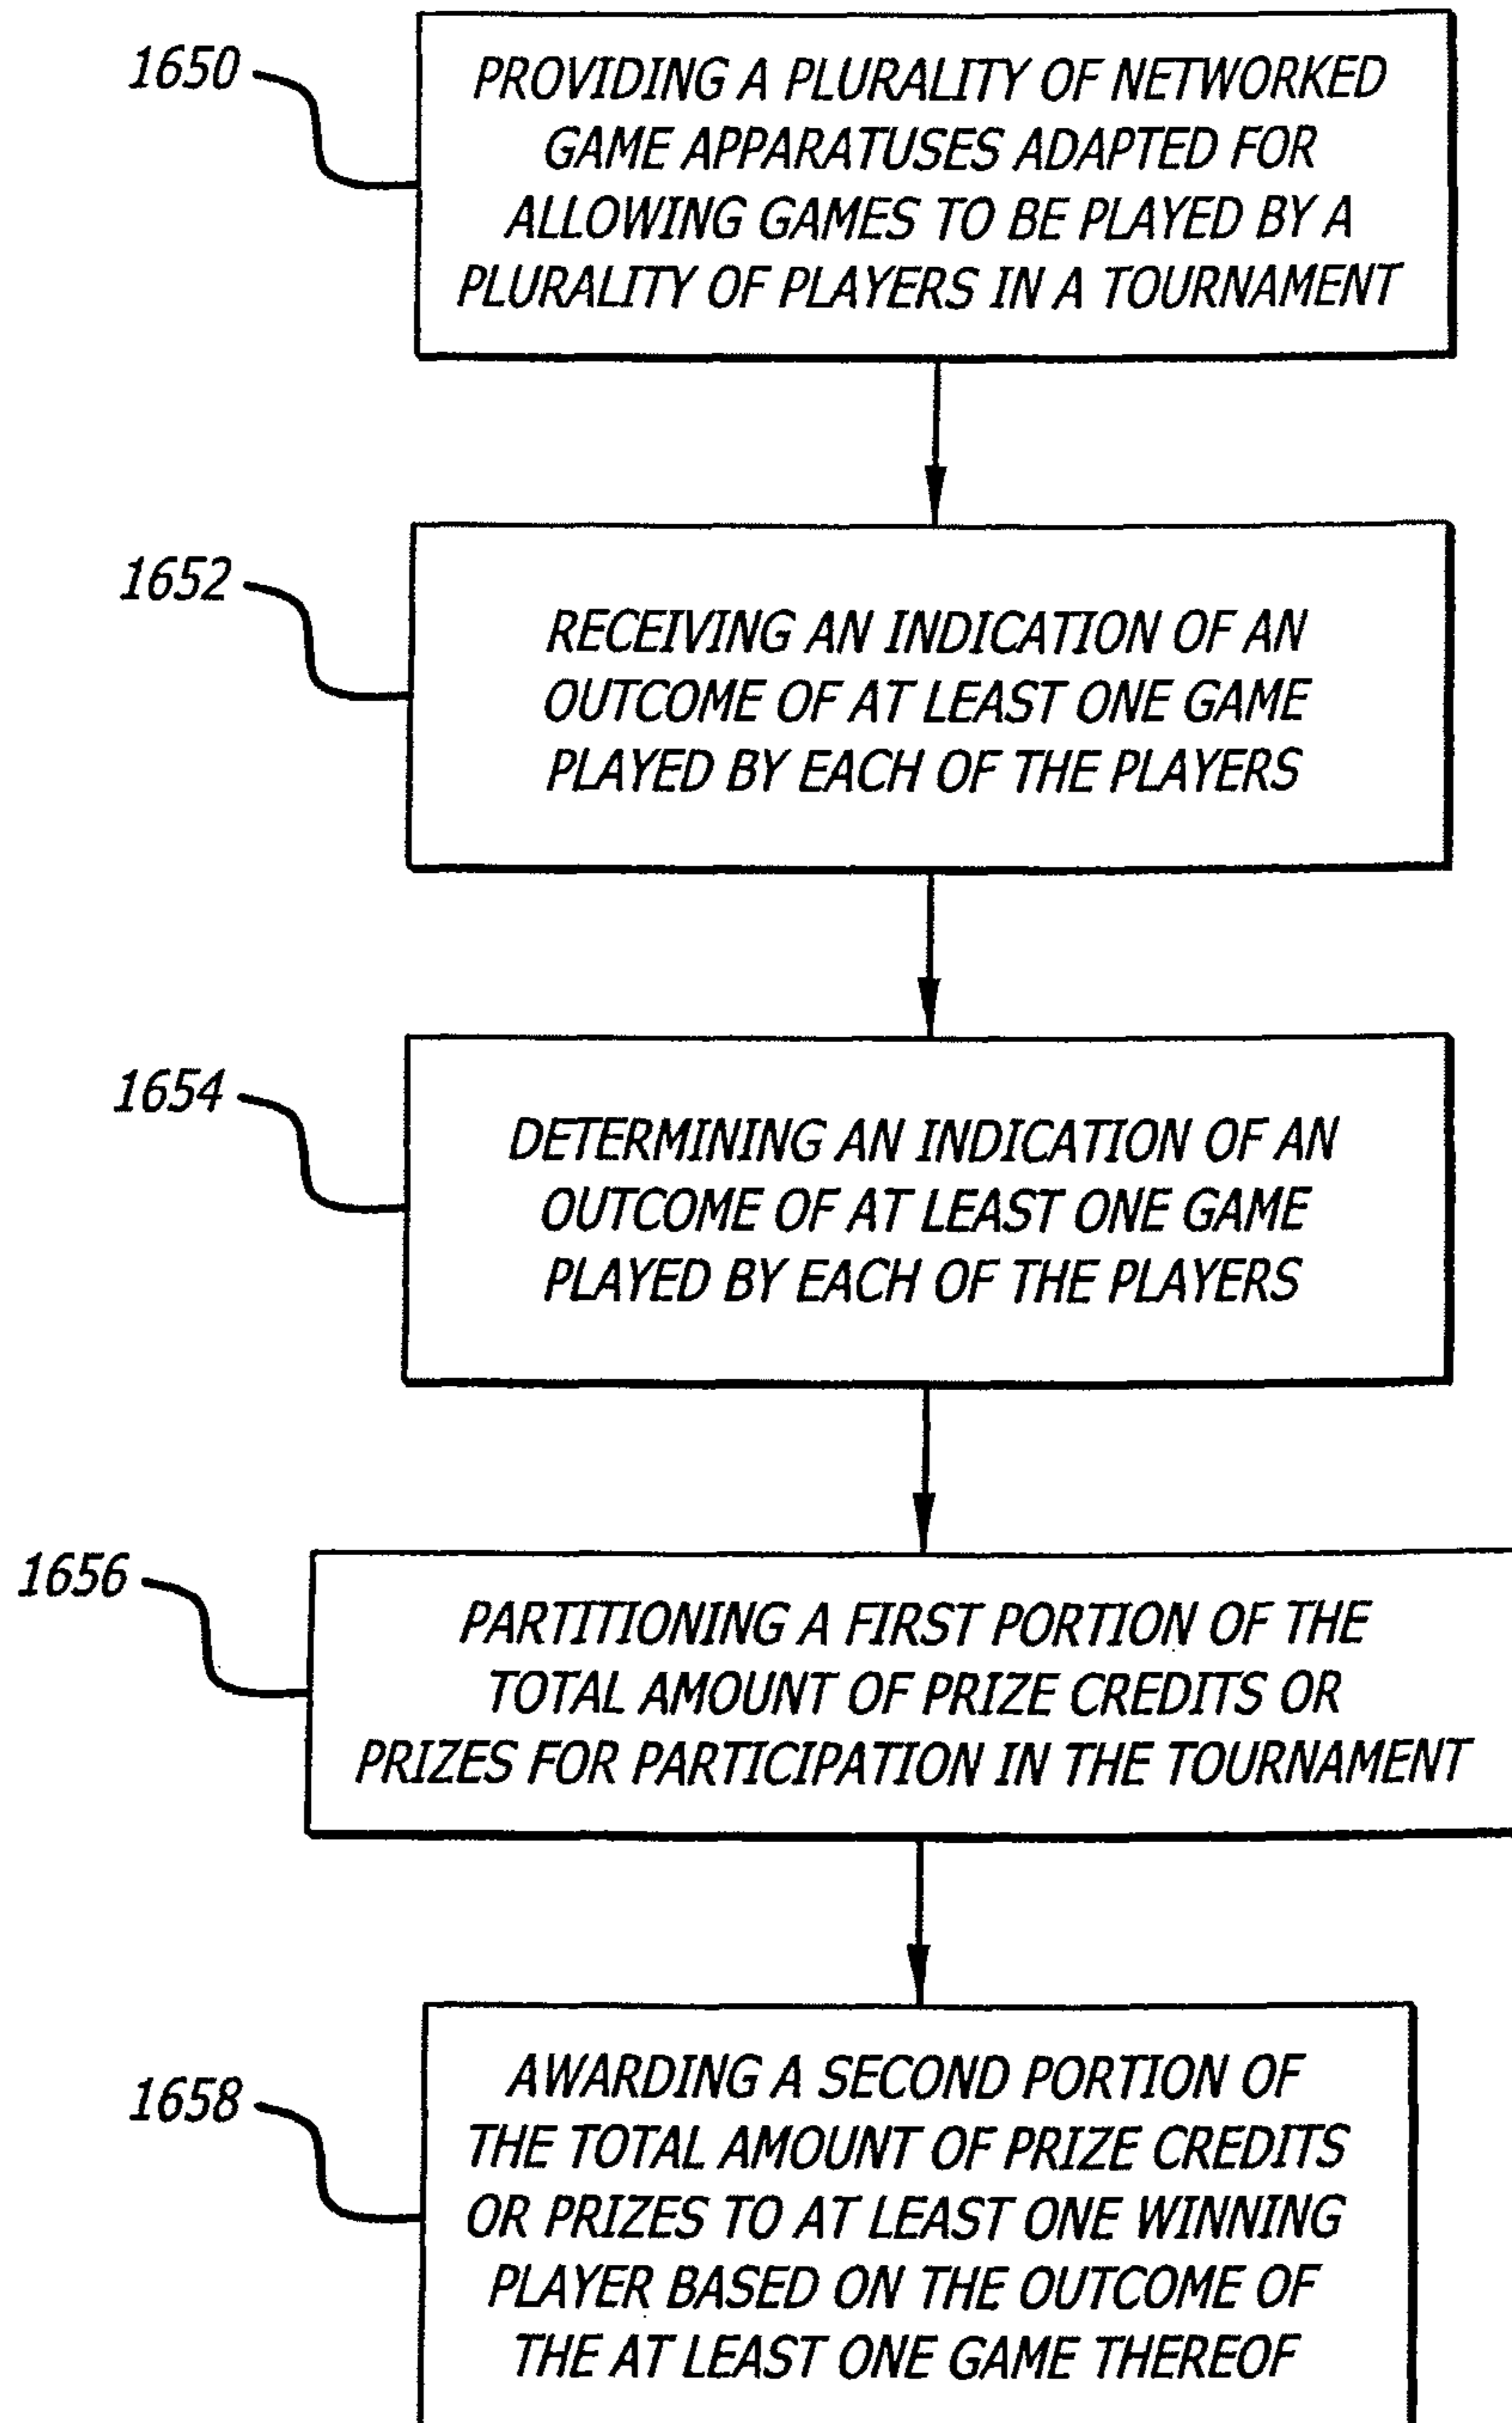 1650
PROVIDING A PLURALITY OF NETWORKED
GAME APPARATUSES ADAPTED FOR
ALLOWING GAMES TO BE PLAYED BY A
PLURALITY OF PLAYERS IN A TOURNAMENT
1652
RECEIVING AN INDICATION OF AN
OUTCOME OF AT LEAST ONE GAME
PLAYED BY EACH OF THE PLAYERS
1654
DETERMINING AN INDICATION OF AN
OUTCOME OF AT LEAST ONE GAME
PLAYED BY EACH OF THE PLAYERS
1656
PARTITIONING A FIRST PORTION OF THE
TOTAL AMOUNT OF PRIZE CREDITS OR
PRIZES FOR PARTICIPATION IN THE TOURNAMENT
1658
AWARDING A SECOND PORTION OF
THE TOTAL AMOUNT OF PRIZE CREDITS
OR PRIZES TO AT LEAST ONE WINNING
PLAYER BASED ON THE OUTCOME OF
THE AT LEAST ONE GAME THEREOF